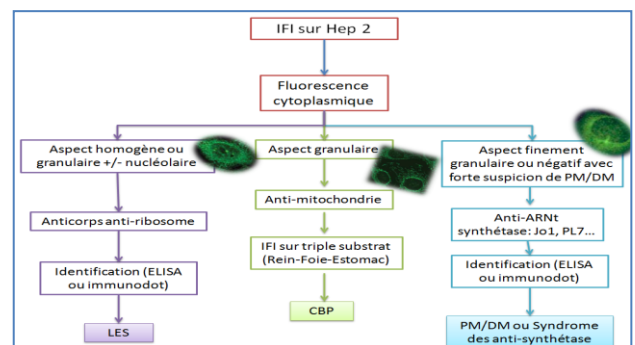 IFI sur Hep 2
Fluorescence
cytoplasmique
Aspect homogène ou
granulaire +/- nucléolaire
Anticorps anti-ribosome
Identification (ELISA
ou immunodot)
LES
Aspect granulaire
Anti-mitochondrie
IFI sur triple substrat
(Rein-Foie-Estomac)
CBP
Aspect finement
granulaire ou négatif avec
forte suspicion de PM/DM
Anti-ARNt
synthétase: Jo1, PL7...
Identification (ELISA
ou immunodot)
PM/DM ou Syndrome
des anti-synthétase